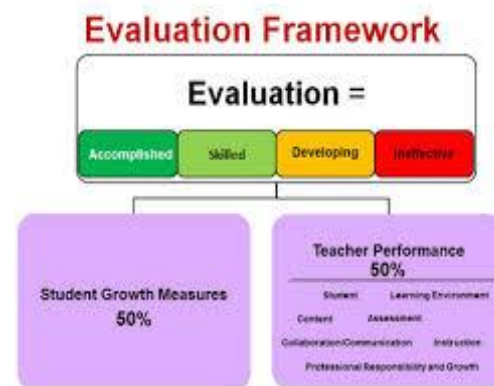 Evaluation Framework
Evaluation =
Accomplished Skilled Developing Ineffective
Student Growth Measures
50%
Teacher Performance
50%
Student Learning Environment
Content Assessment
Collaboration/Communication Instruction
Professional Responsibility and Growth